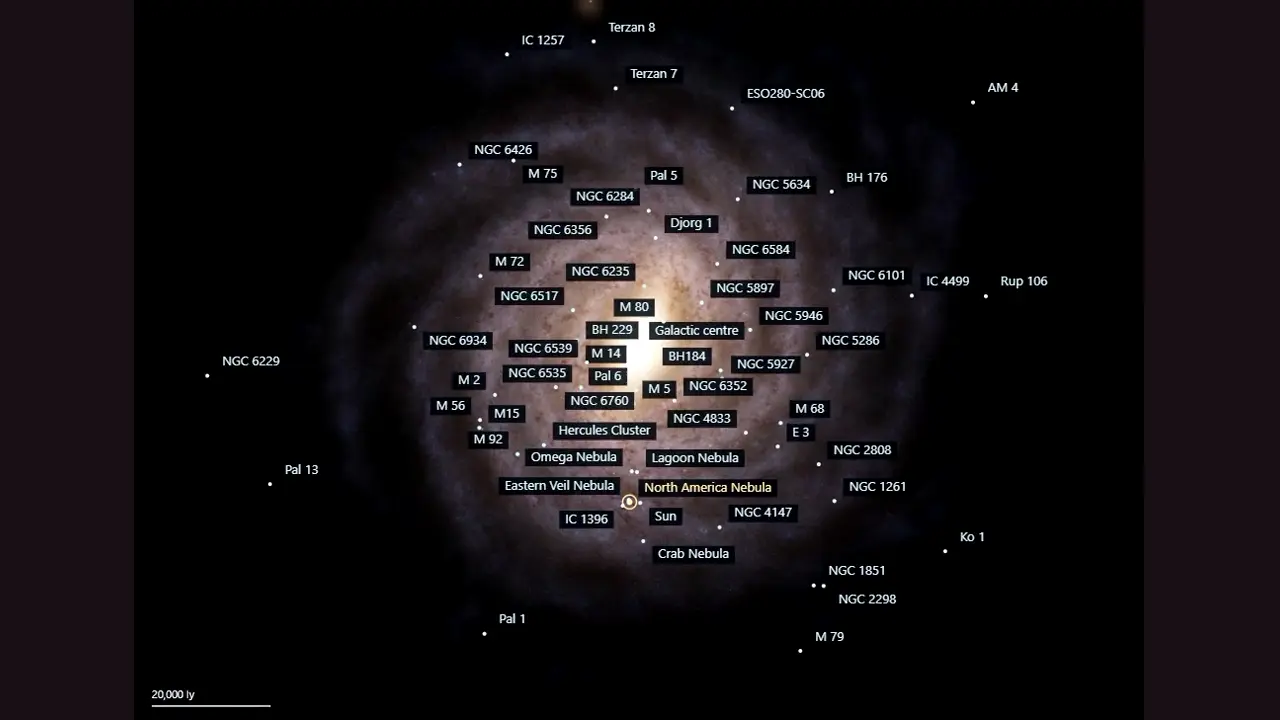 Terzan 8
IC 1257
Terzan 7
AM 4
ESO280-SC06
NGC 6426
M 75
Pal 5
BH 176
NGC 5634
NGC 6284
Djorg 1
NGC 6356
NGC 6584
M 72
NGC 6235
NGC 6101
IC 4499
Rup 106
NGC 5897
NGC 6517
M 80
NGC 5946
BH 229
Galactic centre
NGC 6934
NGC 5286
NGC 6539
M 14
BH184
NGC 6229
NGC 5927
NGC 6535
Pal 6
M 2
M 5
NGC 6352
NGC 6760
M 56
M15
M 68
NGC 4833
Hercules Cluster
E 3
M 92
NGC 2808
Omega Nebula
Lagoon Nebula
Pal 13
Eastern Veil Nebula
North America Nebula
NGC 1261
IC 1396
Sun
NGC 4147
Ko 1
Crab Nebula
NGC 1851
NGC 2298
Pal 1
M 79
20,000 ly